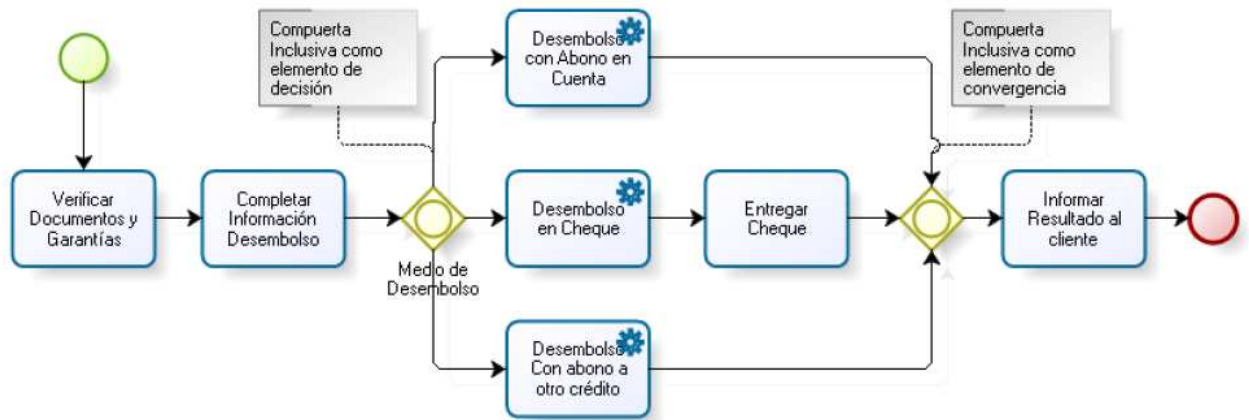 Compuerta
Inclusiva como
elemento de
decisión
Desembolso
con Abono en
Cuenta
Compuerta
Inclusiva como
elemento de
convergencia
Verificar
Documentos y
Garantías
Completar
Información
Desembolso
Medio de
Desembolso
Desembolso
en Cheque
Entregar
Cheque
Informar
Resultado al
cliente
Desembolso
Con abono a
otro crédito